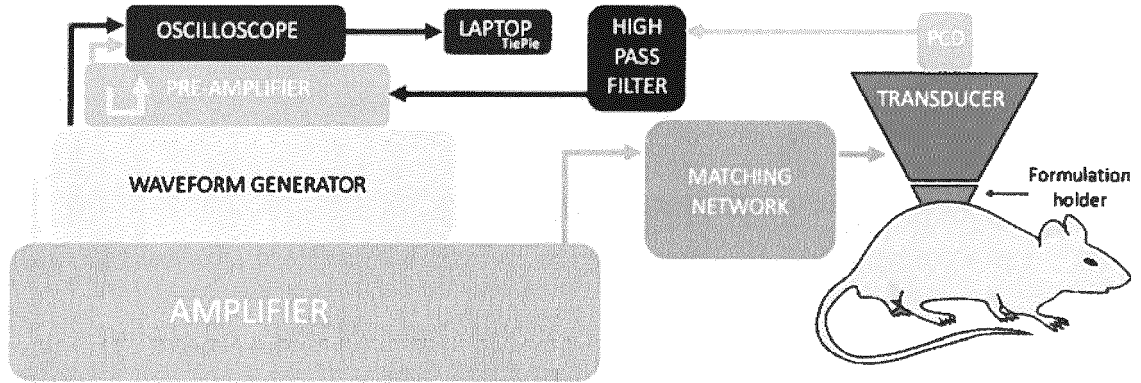 OSCILLOSCOPE
LAPTOP
TiePie
HIGH
PASS
FILTER
PCD
PRE-AMPLIFIER
TRANSDUCER
WAVEFORM GENERATOR
MATCHING
NETWORK
Formulation
holder
AMPLIFIER